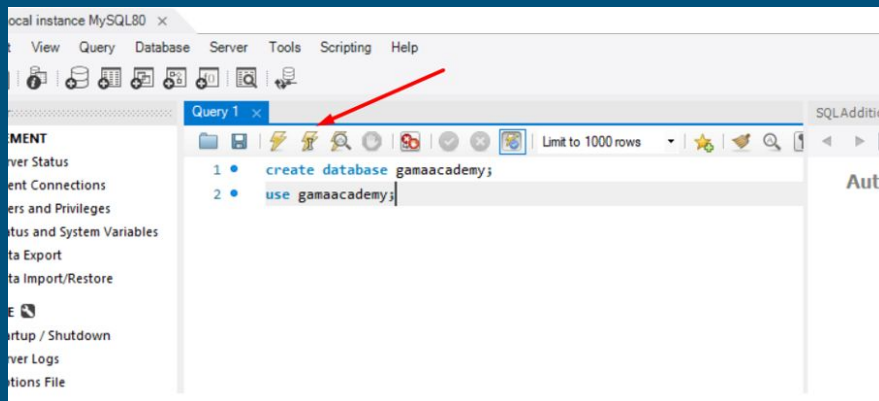 ocal instance MySQL80
View Query Database Server Tools Scripting Help
Query 1
Limit to 1000 rows
1 create database gamaacademy;
2 use gamaacademy;
EMENT
rver Status
ent Connections
ers and Privileges
atus and System Variables
ta Export
ta Import/Restore
E
artup / Shutdown
rver Logs
tions File
SQLAdditio
Aut